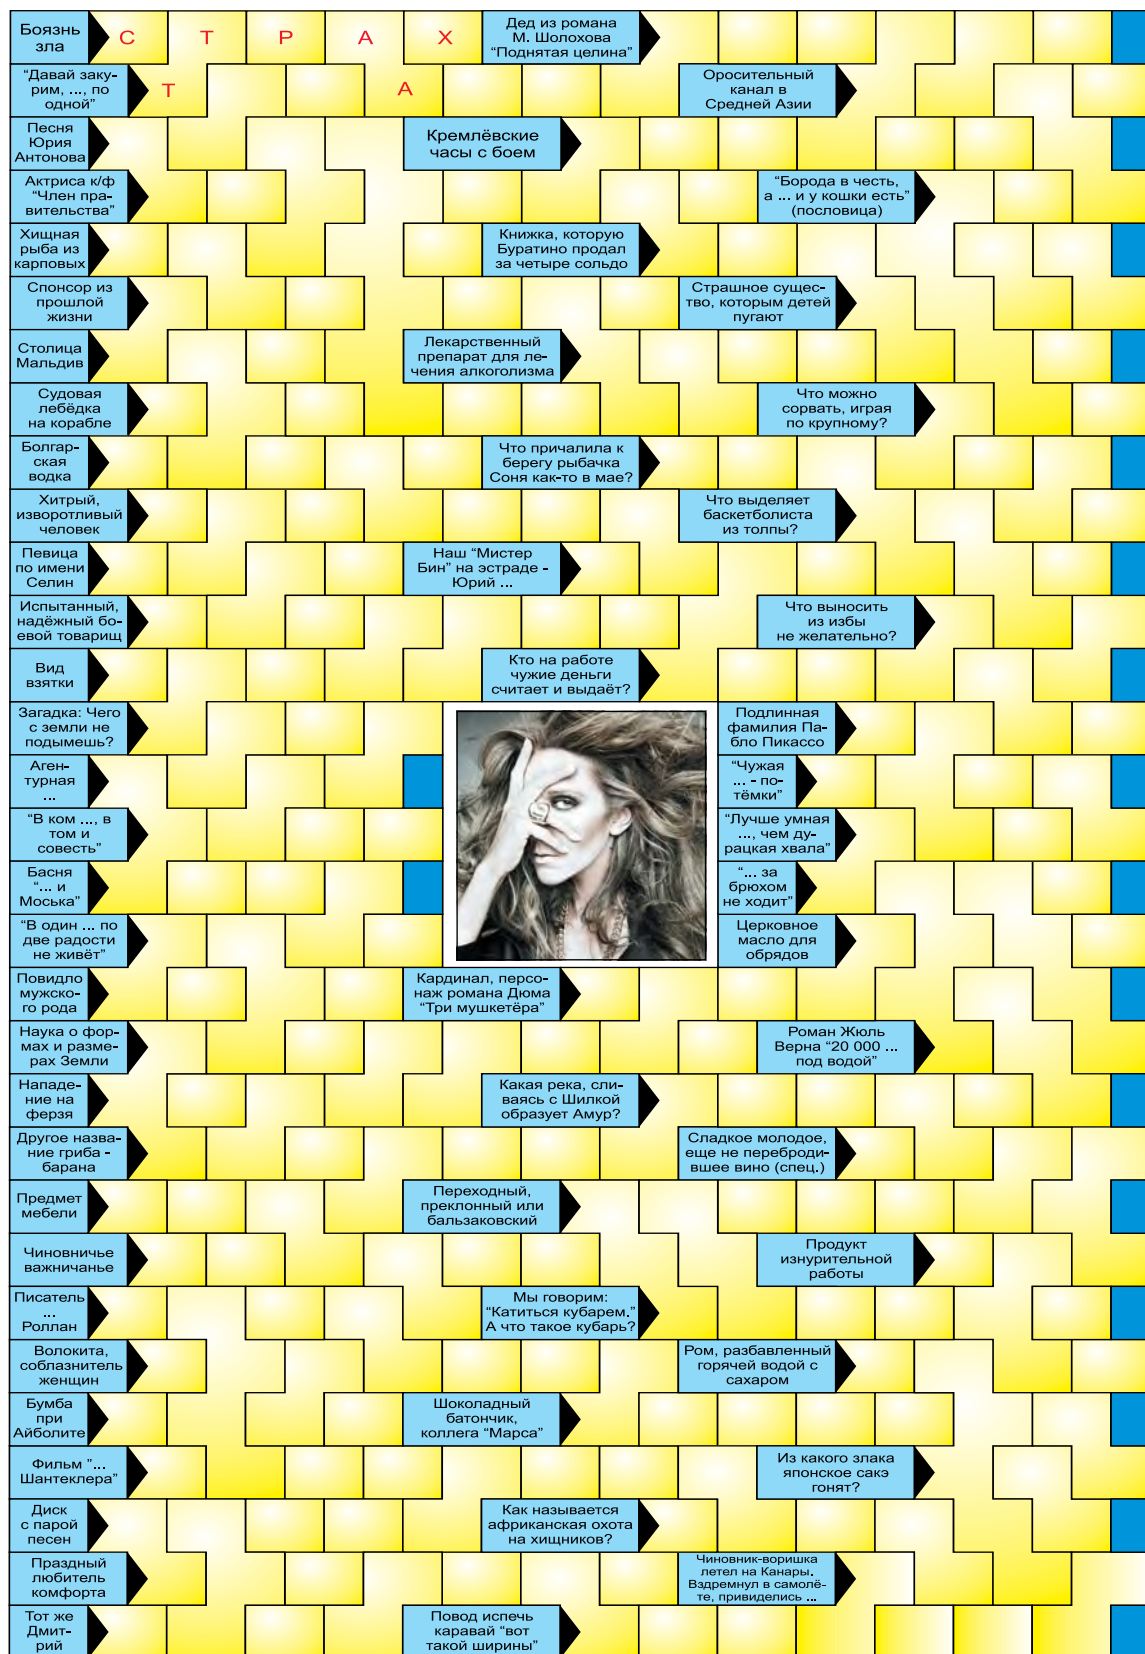 Боязнь
зла
С Т Р А Х
Дед из романа
М. Шолохова
“Поднятая целина”
“Давай заку-
рим, ..., по
одной”
Т А
Оросительный
канал в
Средней Азии
Песня
Юрия
Антонова
Кремлёвские
часы с боем
Актриса к/ф
“Член пра-
вительства”
“Борода в честь,
а ... и у кошки есть”
(пословица)
Хищная
рыба из
карповых
Книжка, которую
Буратино продал
за четыре сольдо
Спонсор из
прошлой
жизни
Страшное сущес-
тво, которым детей
пугают
Столица
Мальдив
Лекарственный
препарат для ле-
чения алкоголизма
Судовая
лебёдка
на корабле
Что можно
сорвать, играя
по крупному?
Болгар-
ская
водка
Что причалила к
берегу рыбачка
Соня как-то в мае?
Хитрый,
изворотливый
человек
Что выделяет
баскетболиста
из толпы?
Певица
по имени
Селин
Наш “Мистер
Бин” на эстраде -
Юрий ...
Испытанный,
надёжный бо-
евой товарищ
Что выносить
из избы
не желательно?
Вид
взятки
Кто на работе
чужие деньги
считает и выдаёт?
Загадка: Чего
с земли не
подымешь?
Подлинная
фамилия Па-
бло Пикассо
Аген-
турная
...
“Чужая
... - по-
тёмки”
“В ком ..., в
том и
совесть”
“Лучше умная
..., чем ду-
рацкая хвала”
Басня
“... и
Моська”
“... за
брюхом
не ходит”
“В один ... по
две радости
не живёт”
Церковное
масло для
обрядов
Повидло
мужско-
го рода
Кардинал, персо-
наж романа Дюма
“Три мушкетёра”
Наука о фор-
мах и разме-
рах Земли
Роман Жюль
Верна “20 000 ...
под водой”
Нападе-
ние на
ферзя
Какая река, сли-
ваясь с Шилкой
образует Амур?
Другое назва-
ние гриба -
барана
Сладкое молодое,
еще не перебро­ди-
вшее вино (спец.)
Предмет
мебели
Переходный,
преклонный или
бальзаковский
Чиновничье
важничанье
Продукт
изнурительной
работы
Писатель
...
Роллан
Мы говорим:
“Катиться кубарем.”
А что такое кубарь?
Волокита,
соблазнитель
женщин
Ром, разбавленный
горячей водой с
сахаром
Бумба
при
Айболите
Шоколадный
батончик,
коллега “Марса”
Фильм "...
Шантеклера”
Из какого злака
японское сакэ
гонят?
Диск
с парой
песен
Как называется
африканская охота
на хищников?
Праздный
любитель
комфорта
Чиновник-воришка
летел на Канары.
Вздремнул в самолё-
те, привиделись ...
Тот же
Дмит-
рий
Повод испечь
каравай “вот
такой ширины”